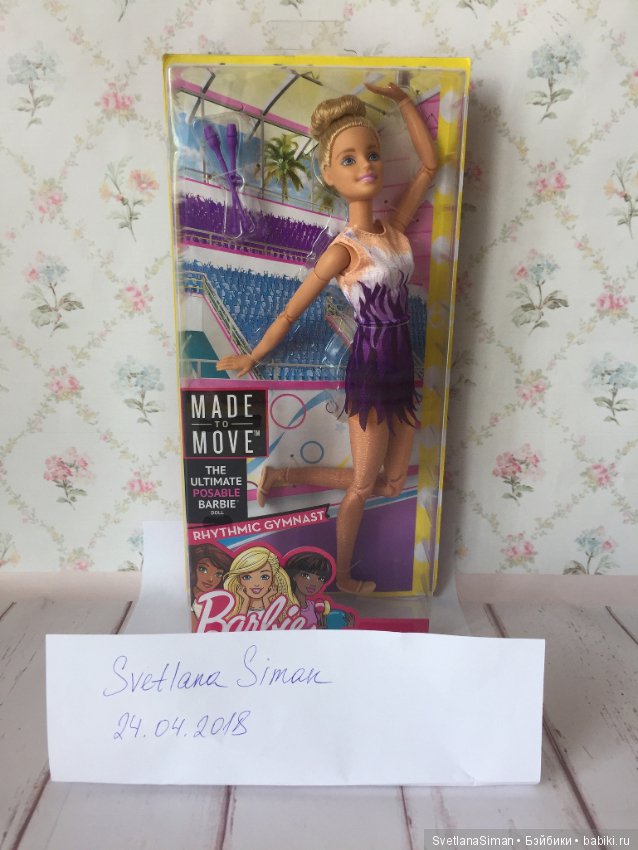 MADE
TO
MOVE™
THE
ULTIMATE
POSABLE
BARBIE
DOLL
RHYTHMIC GYMNAST
Barbie
Svetlana Siman
24.04.2018
SvetlanaSiman • Бэйбики • babiki.ru